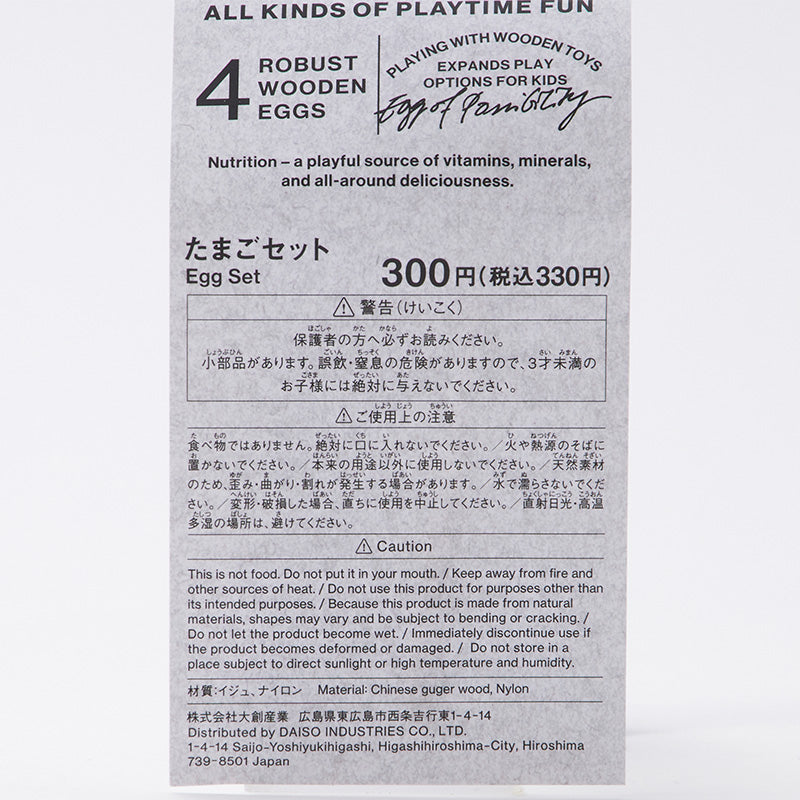 ALL KINDS OF PLAYTIME FUN
4 ROBUST
WOODEN
EGGS
PLAYING WITH WOODEN TOYS
EXPANDS PLAY
OPTIONS FOR KIDS
Egg of
Nutrition – a playful source of vitamins, minerals,
and all-around deliciousness.
たまごセット
Egg Set
300円(税込330円)
⚠警告(けいこく)
保護者の方へ必ずお読みください。
小部品があります。誤飲・窒息の危険がありますので、3才未満の
お子様には絶対に与えないでください。
⚠ご使用上の注意
食べ物ではありません。絶対に口に入れないでください。/火や熱源のそばに
置かないでください。/本来の用途以外に使用しないでください。/天然素材
のため、歪み・曲がり・割れが発生する場合があります。/水で濡らさないでくだ
さい。/変形・破損した場合、直ちに使用を中止してください。/直射日光・高温
多湿の場所は、避けてください。
⚠ Caution
This is not food. Do not put it in your mouth. / Keep away from fire and
other sources of heat. / Do not use this product for purposes other than
its intended purposes. / Because this product is made from natural
materials, shapes may vary and be subject to bending or cracking. /
Do not let the product become wet. / Immediately discontinue use if
the product becomes deformed or damaged. / Do not store in a
place subject to direct sunlight or high temperature and humidity.
材質:イジュ、ナイロン Material: Chinese guger wood, Nylon
株式会社大創産業 広島県東広島市西条吉行東1-4-14
Distributed by DAISO INDUSTRIES CO., LTD.
1-4-14 Saijo-Yoshiyukihigashi, Higashihiroshima-City, Hiroshima
739-8501 Japan